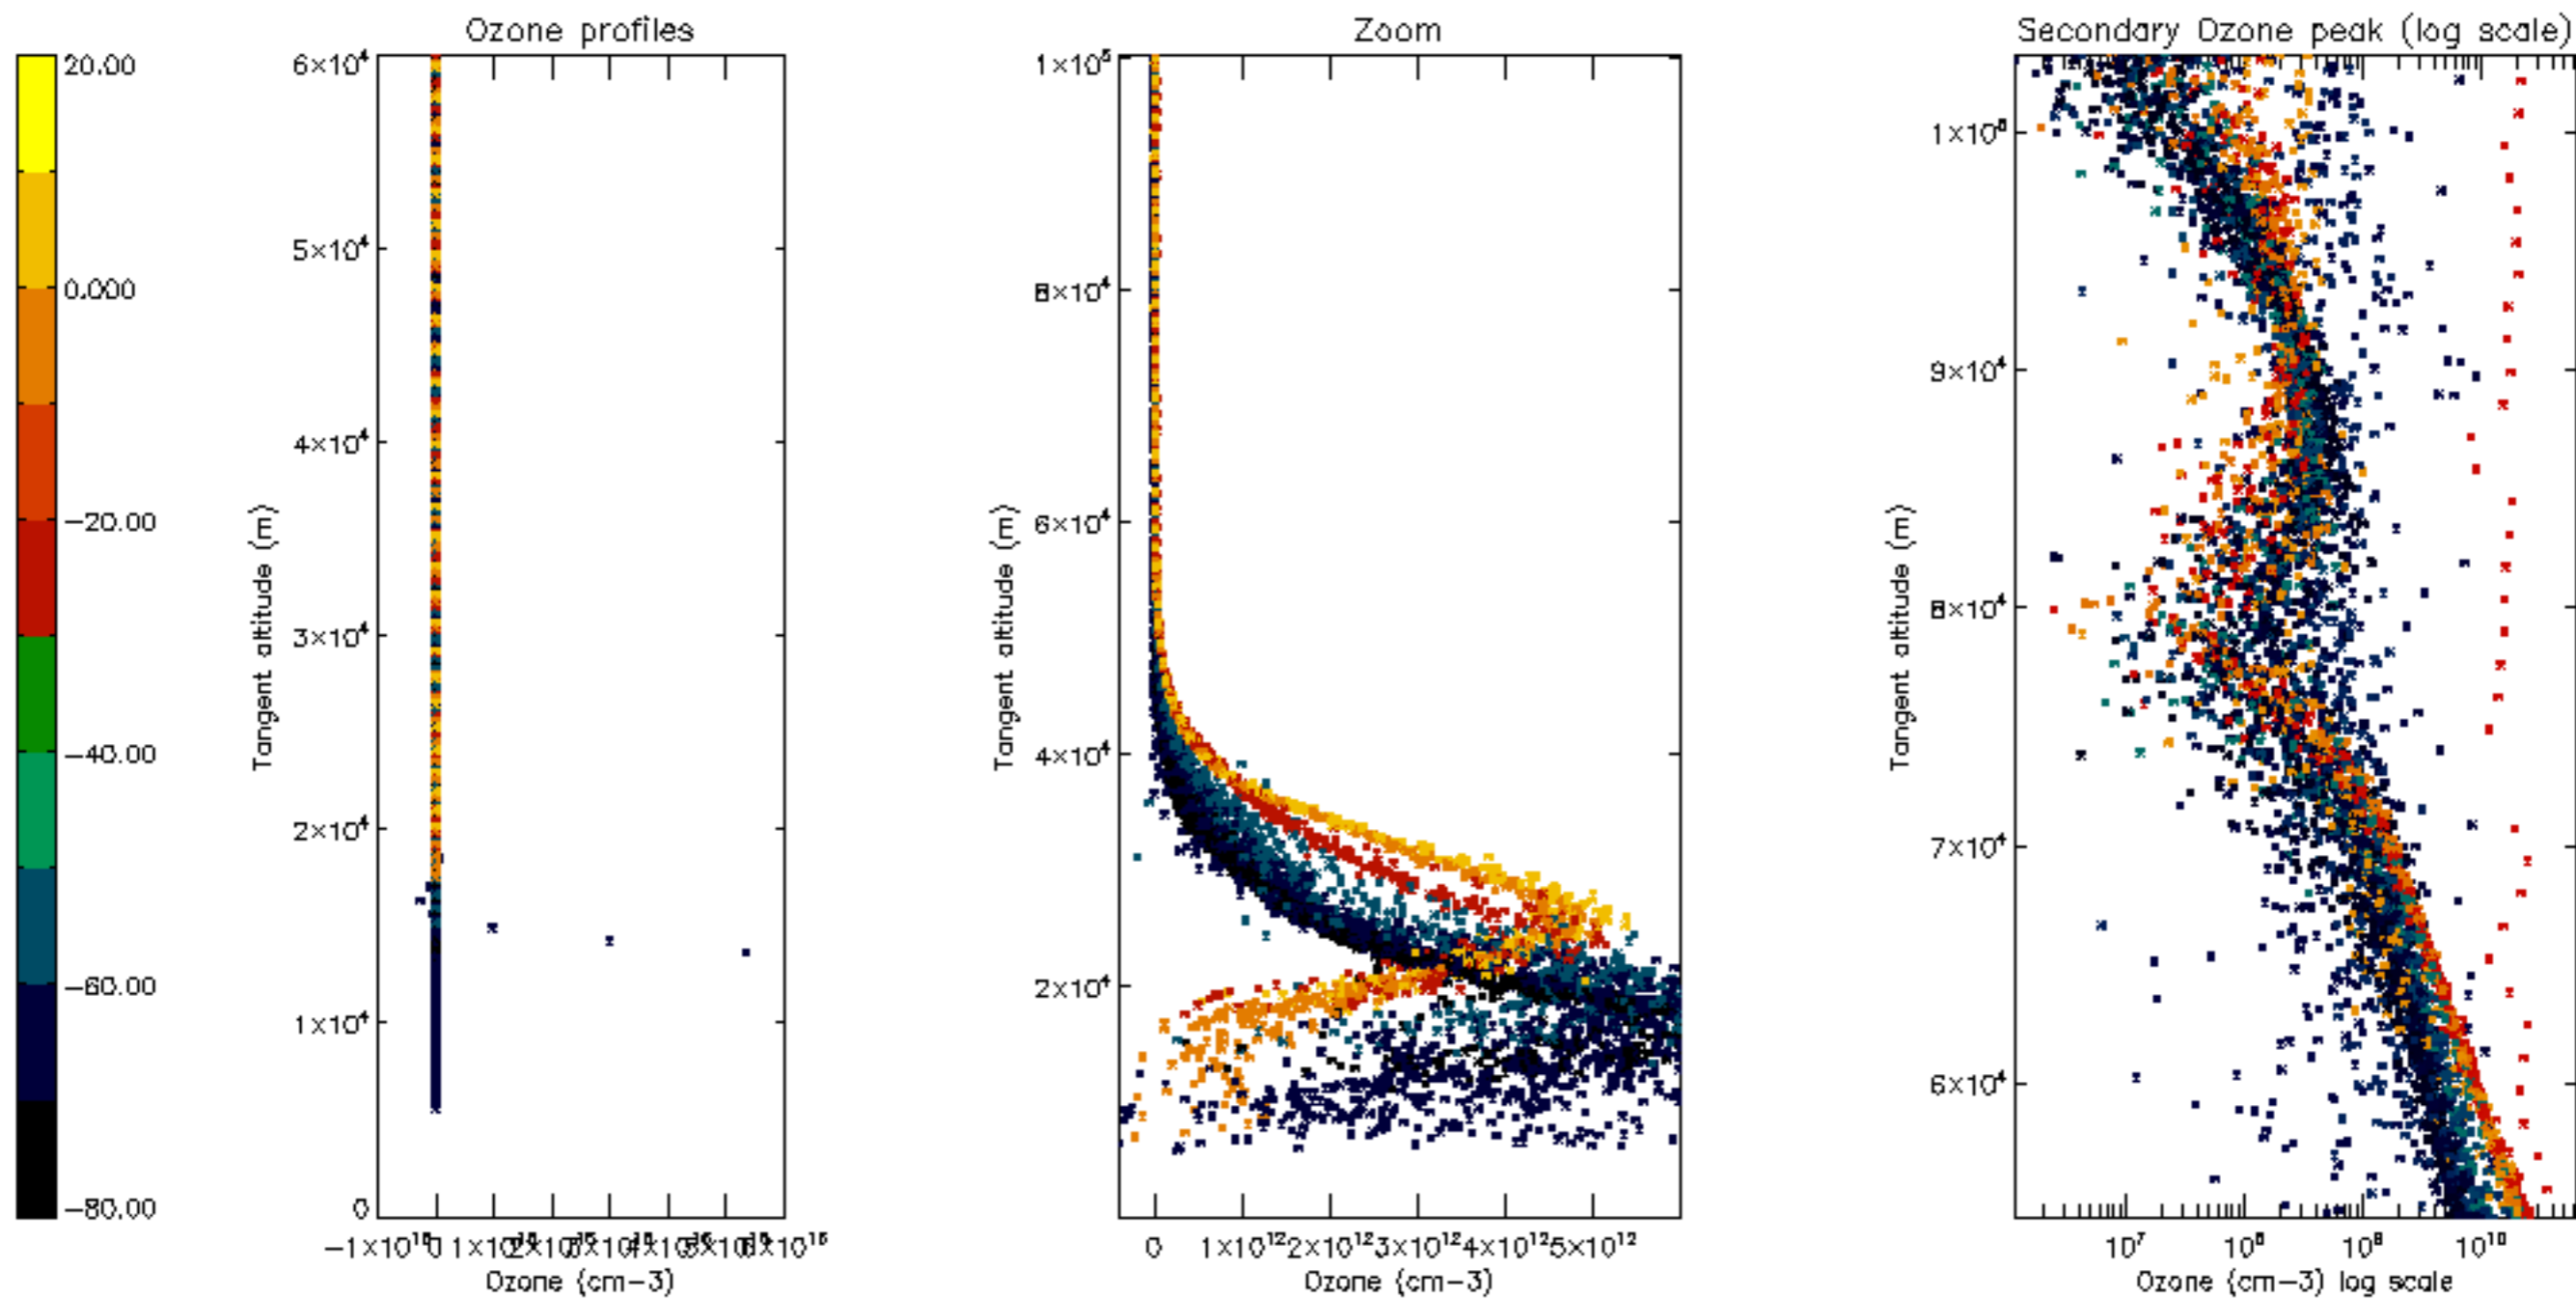 Ozone profiles
Zoom
Secondary Ozone peak (log scale)
20.00
0.000
−20.00
−40.00
−60.00
−80.00
6×10⁴
5×10⁴
4×10⁴
3×10⁴
2×10⁴
1×10⁴
0
Tangent altitude (m)
Ozone (cm−3)
1×10⁵
8×10⁴
6×10⁴
4×10⁴
2×10⁴
Tangent altitude (m)
0 1×10¹² 2×10¹² 3×10¹² 4×10¹² 5×10¹²
Ozone (cm−3)
9×10⁴
8×10⁴
7×10⁴
6×10⁴
Tangent altitude (m)
10⁷ 10⁸ 10⁹ 10¹⁰
Ozone (cm−3) log scale